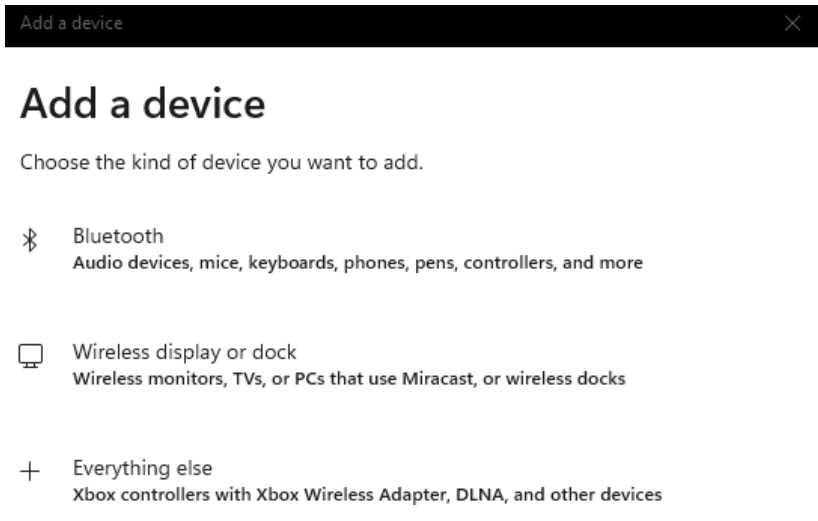 Add a device
Add a device
Choose the kind of device you want to add.
Bluetooth
Audio devices, mice, keyboards, phones, pens, controllers, and more
Wireless display or dock
Wireless monitors, TVs, or PCs that use Miracast, or wireless docks
Everything else
Xbox controllers with Xbox Wireless Adapter, DLNA, and other devices